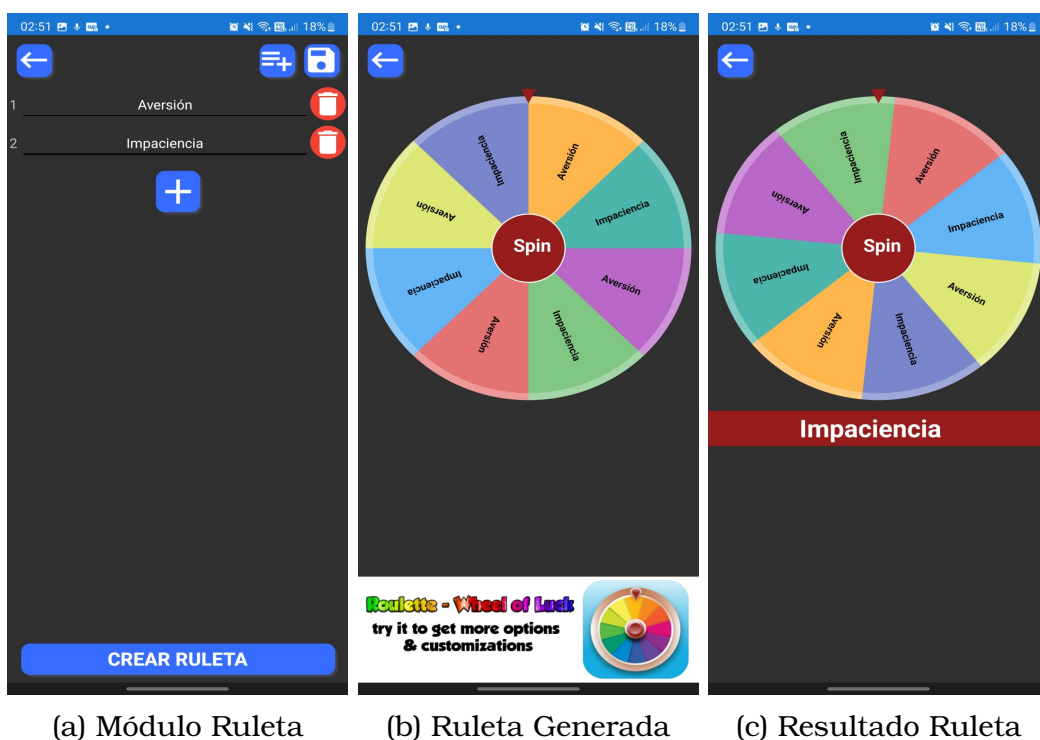 02:51
18%
1 Aversión
2 Impaciencia
CREAR RULETA
(a) Módulo Ruleta
02:51
18%
Impaciencia
Aversión
Aversión
Impaciencia
Spin
Impaciencia
Aversión
Aversión
Impaciencia
Roulette - Wheel of Luck
try it to get more options
& customizations
(b) Ruleta Generada
02:51
18%
Impaciencia
Aversión
Aversión
Impaciencia
Spin
Impaciencia
Aversión
Aversión
Impaciencia
Impaciencia
(c) Resultado Ruleta